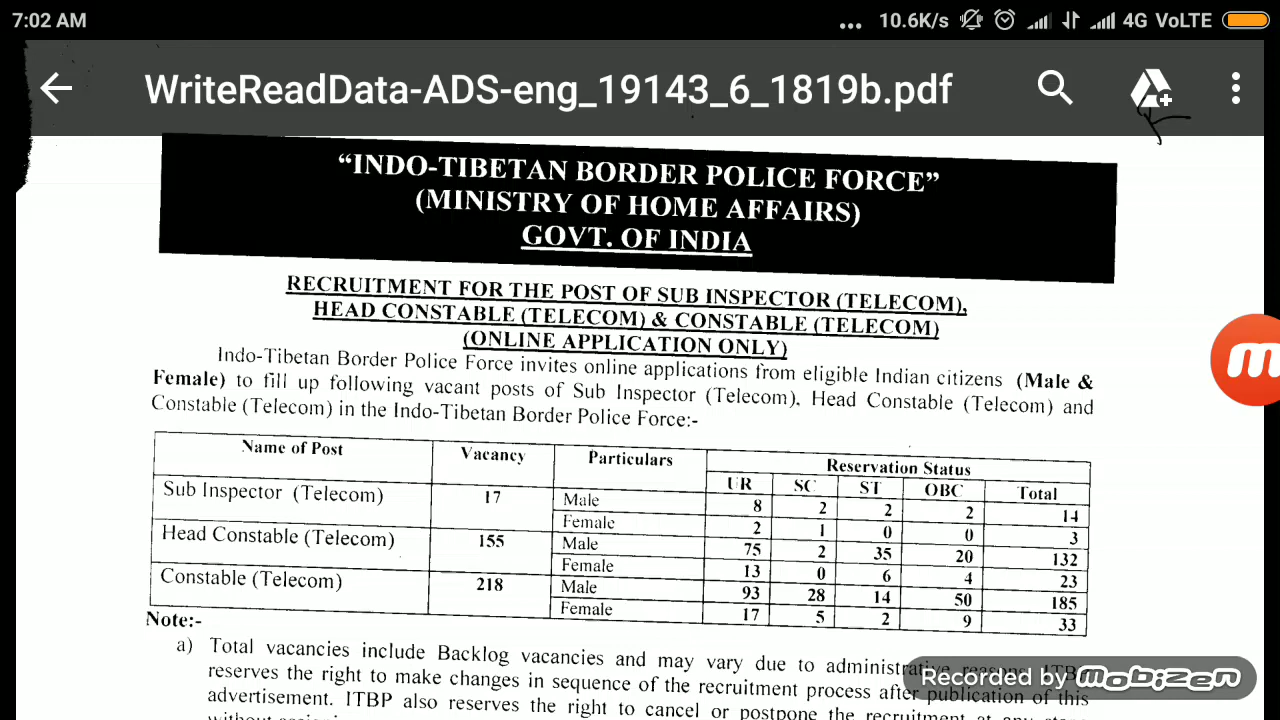 7:02 AM
... 10.6K/s 4G VoLTE
WriteReadData-ADS-eng_19143_6_1819b.pdf
“INDO-TIBETAN BORDER POLICE FORCE”
(MINISTRY OF HOME AFFAIRS)
GOVT. OF INDIA
RECRUITMENT FOR THE POST OF SUB INSPECTOR (TELECOM),
HEAD CONSTABLE (TELECOM) & CONSTABLE (TELECOM)
(ONLINE APPLICATION ONLY)
Indo-Tibetan Border Police Force invites online applications from eligible Indian citizens (Male &
Female) to fill up following vacant posts of Sub Inspector (Telecom), Head Constable (Telecom) and
Constable (Telecom) in the Indo-Tibetan Border Police Force:-
Name of Post Vacancy Particulars Reservation Status
UR SC ST OBC Total
Sub Inspector (Telecom) 17 Male 8 2 2 2 14
Female 2 1 0 0 3
Head Constable (Telecom) 155 Male 75 2 35 20 132
Female 13 0 6 4 23
Constable (Telecom) 218 Male 93 28 14 50 185
Female 17 5 2 9 33
Note:-
a) Total vacancies include Backlog vacancies and may vary due to administrative reasons. ITBP
reserves the right to make changes in sequence of the recruitment process after publication of this
advertisement. ITBP also reserves the right to cancel or postpone the recruitment at any stage
without
Recorded by mobizen